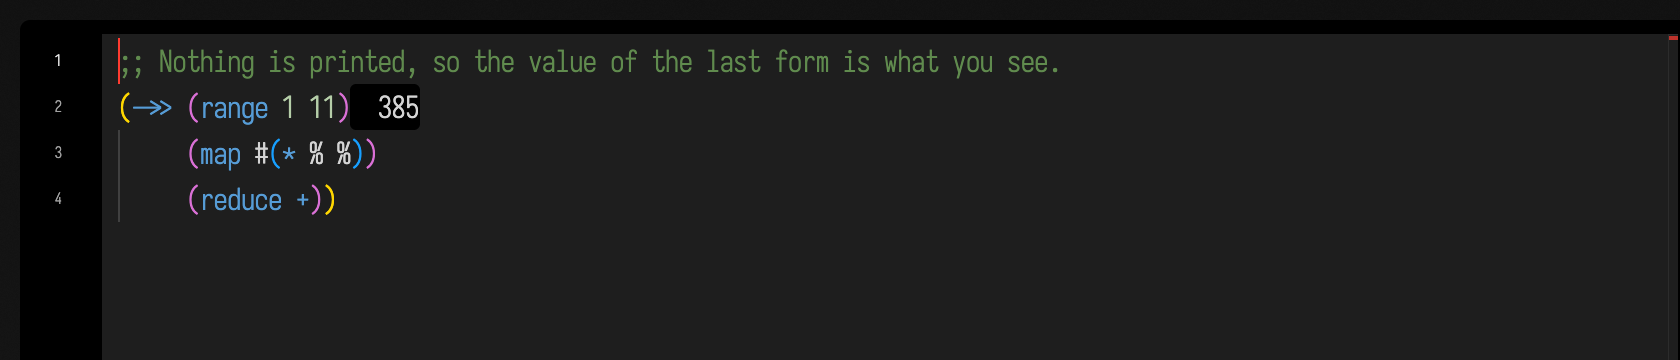 1 ;; Nothing is printed, so the value of the last form is what you see.
2 (->> (range 1 11) 385
3 (map #(* % %))
4 (reduce +))